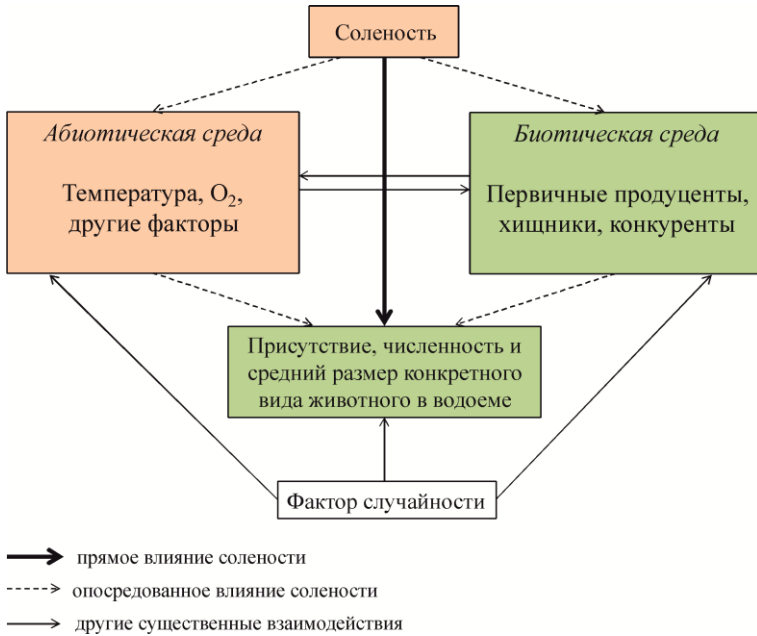 Соленость
Абиотическая среда
Температура, O₂,
другие факторы
Биотическая среда
Первичные продуценты,
хищники, конкуренты
Присутствие, численность и
средний размер конкретного
вида животного в водоеме
Фактор случайности
прямое влияние солености
опосредованное влияние солености
другие существенные взаимодействия